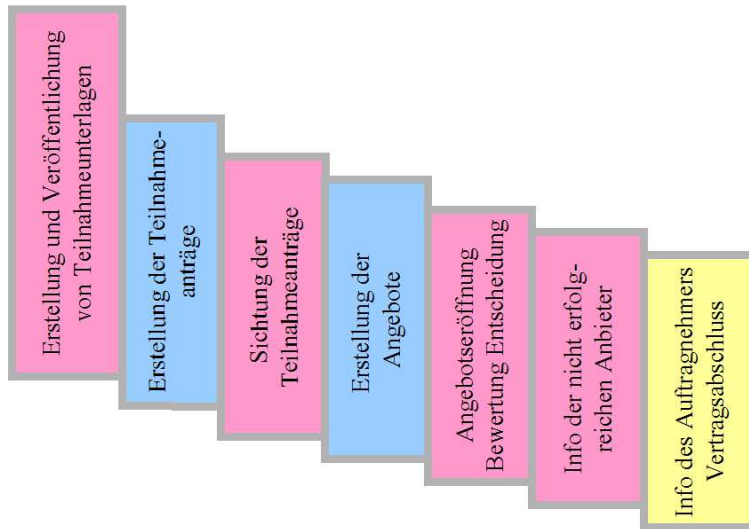 Erstellung und Veröffentlichung
von Teilnahmeunterlagen
Erstellung der Teilnahme-
anträge
Sichtung der
Teilnahmeanträge
Erstellung der
Angebote
Angebotseröffnung
Bewertung Entscheidung
Info der nicht erfolg-
reichen Anbieter
Info des Auftragnehmers
Vertragsabschluss